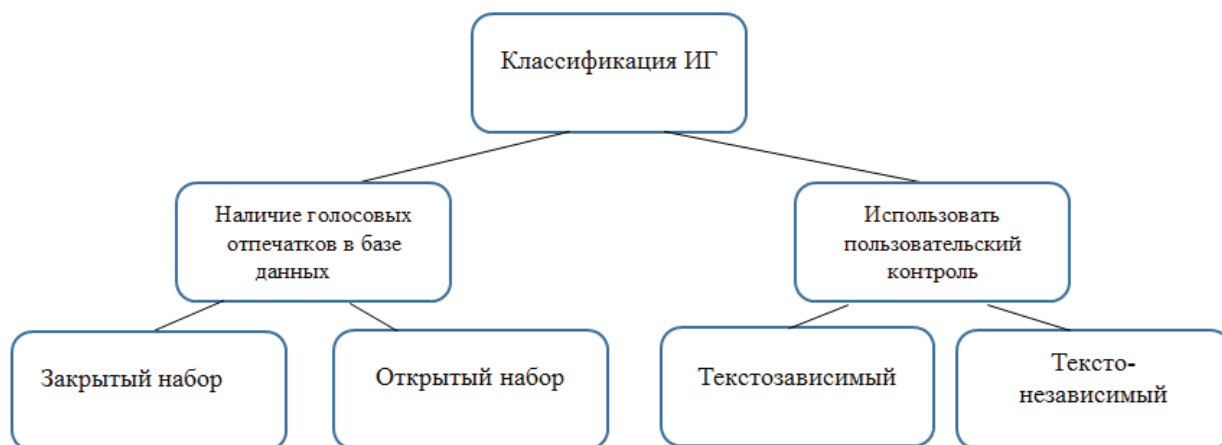 Классификация ИГ
Наличие голосовых
отпечатков в базе
данных
Использовать
пользовательский
контроль
Закрытый набор
Открытый набор
Текстозависимый
Тексто-
независимый